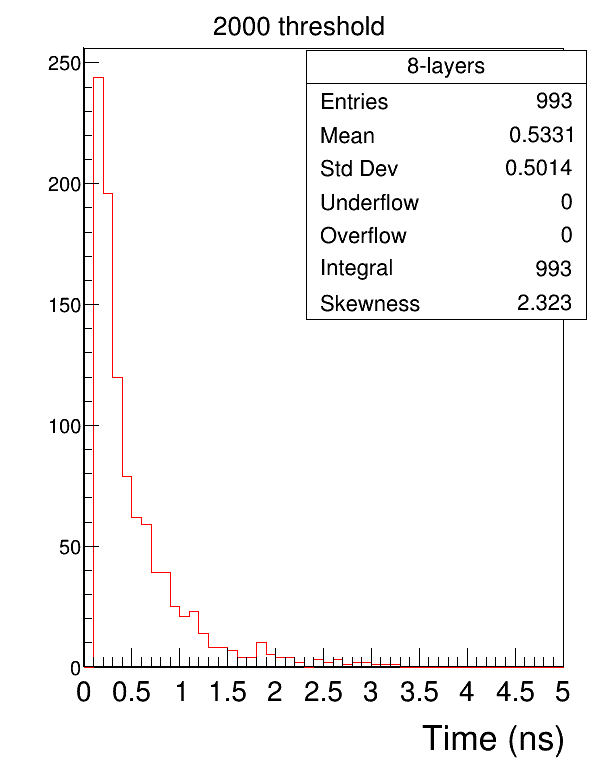 2000 threshold
8-layers
Entries 993
Mean 0.5331
Std Dev 0.5014
Underflow 0
Overflow 0
Integral 993
Skewness 2.323
250
200
150
100
50
0
0 0.5 1 1.5 2 2.5 3 3.5 4 4.5 5
Time (ns)